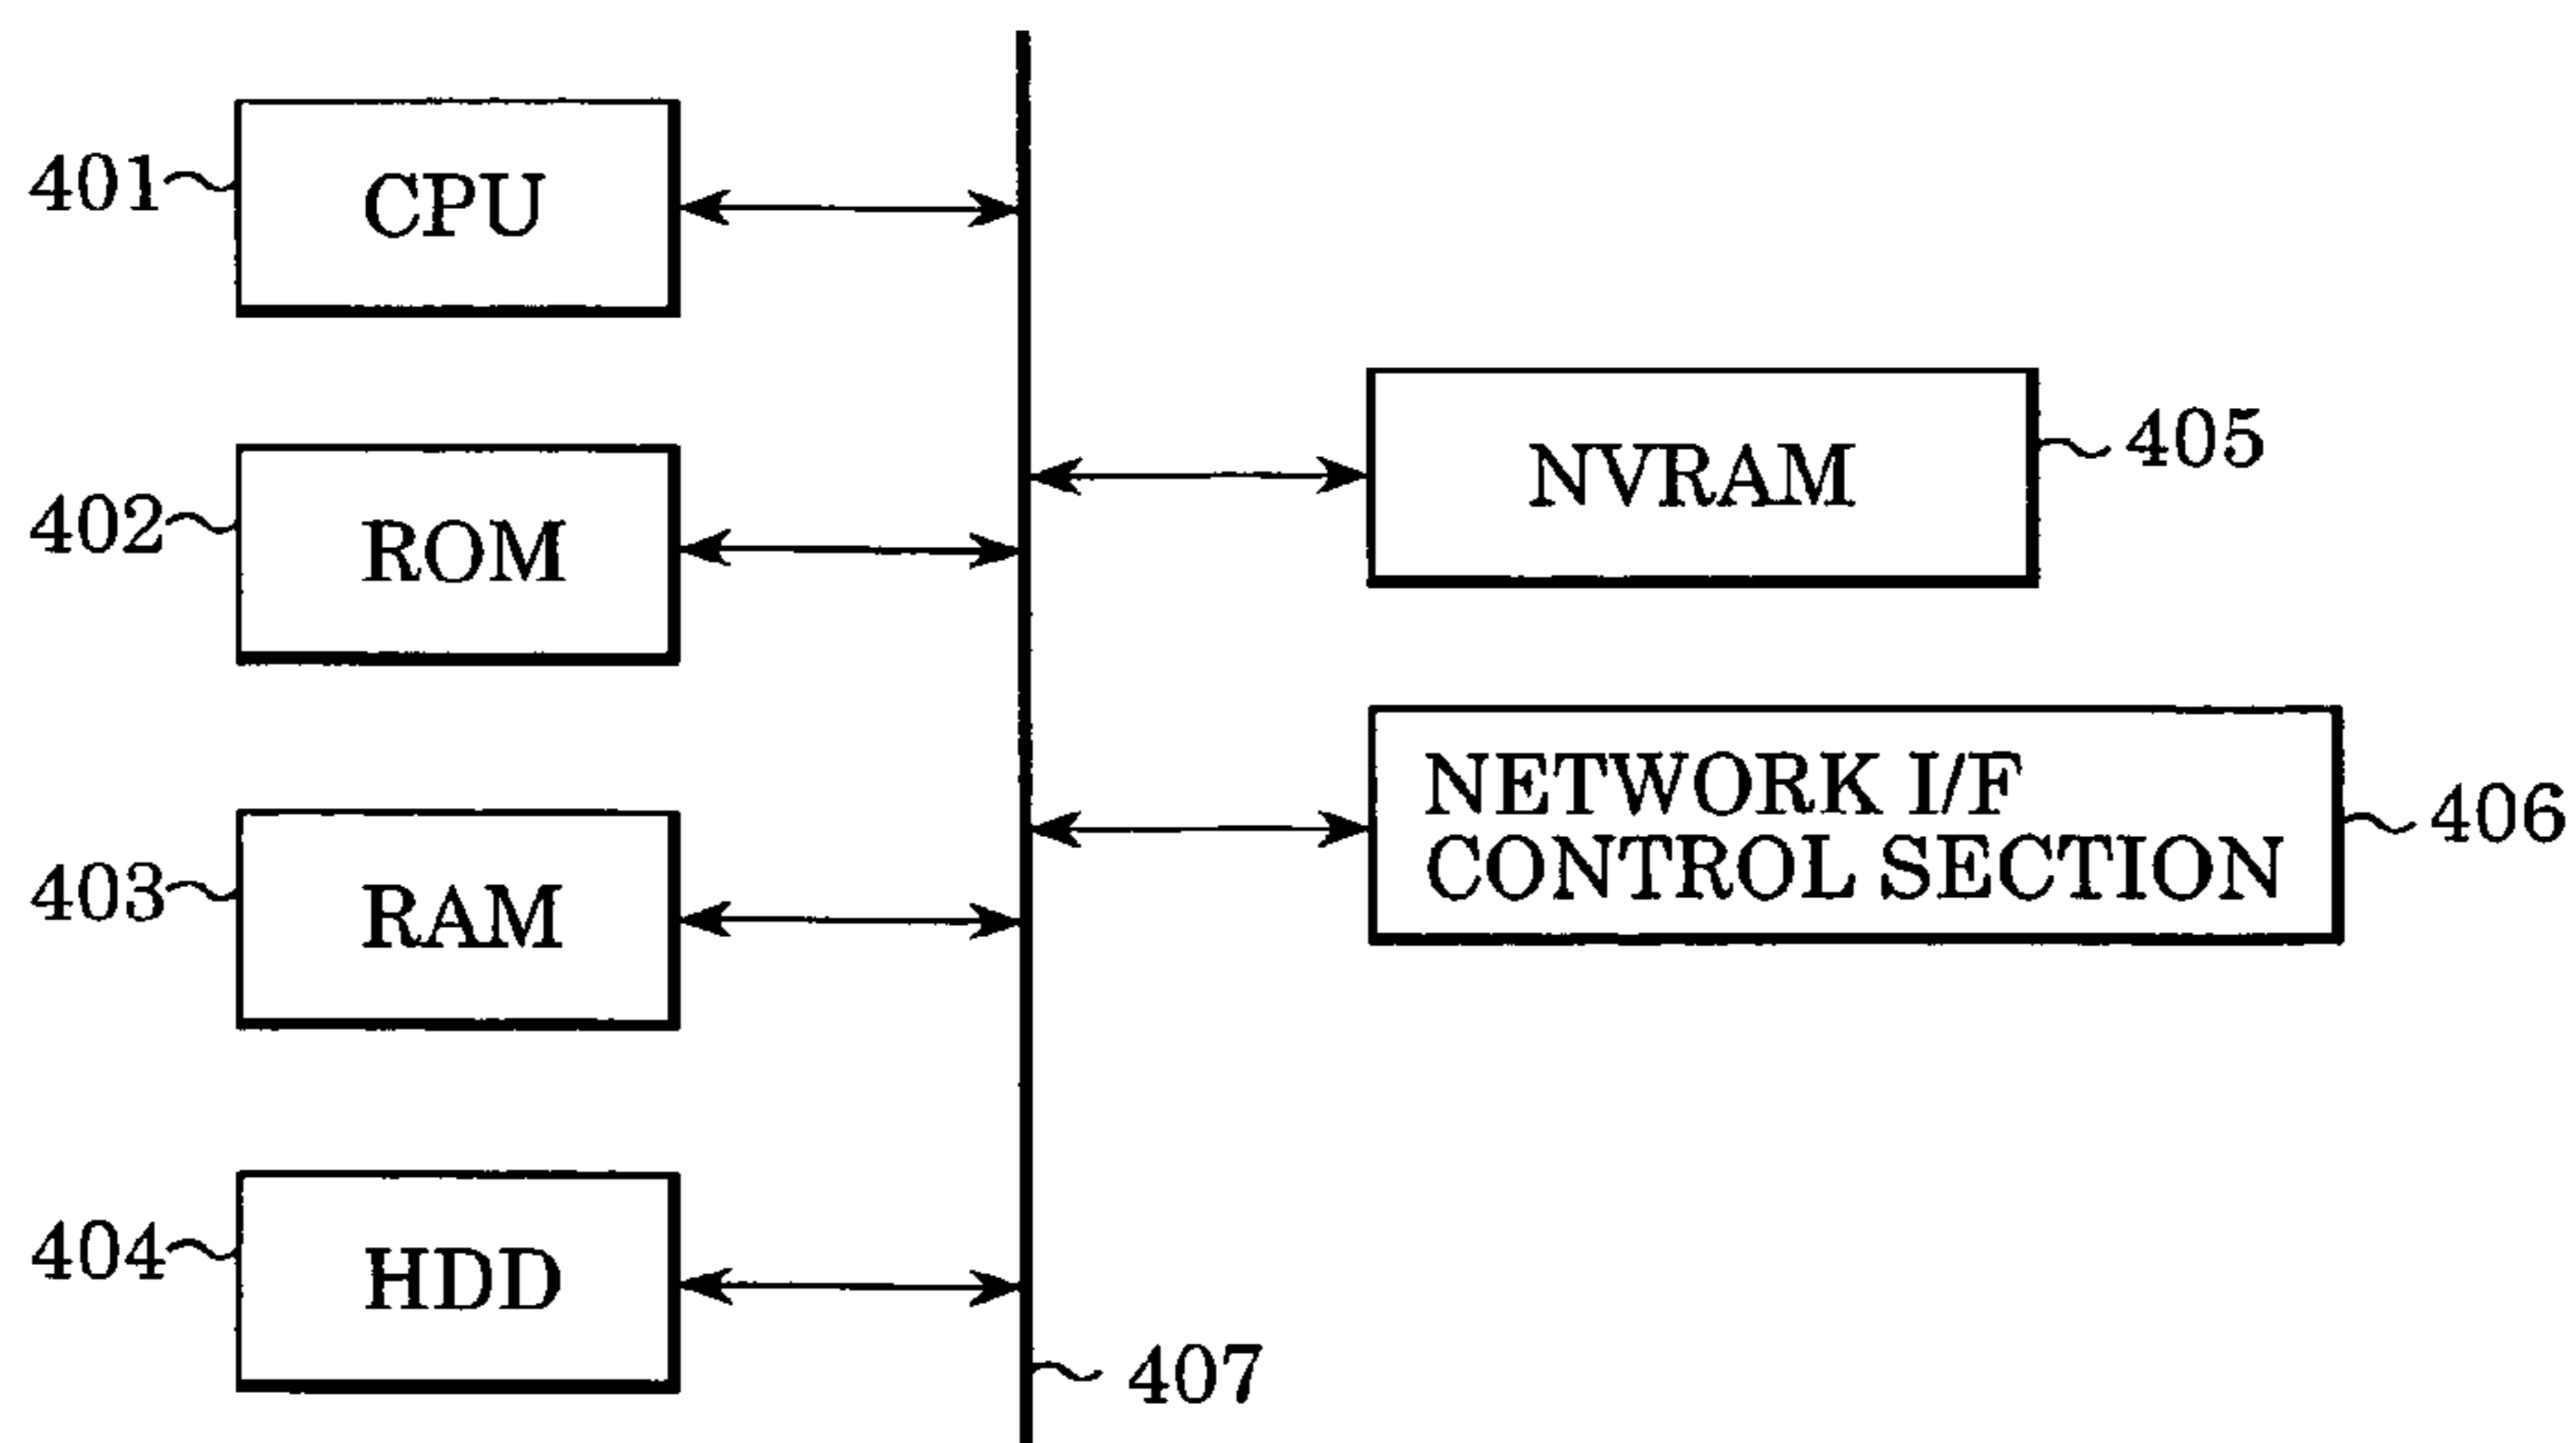 401
CPU
402
ROM
403
RAM
404
HDD
NVRAM
405
NETWORK I/F
CONTROL SECTION
406
407